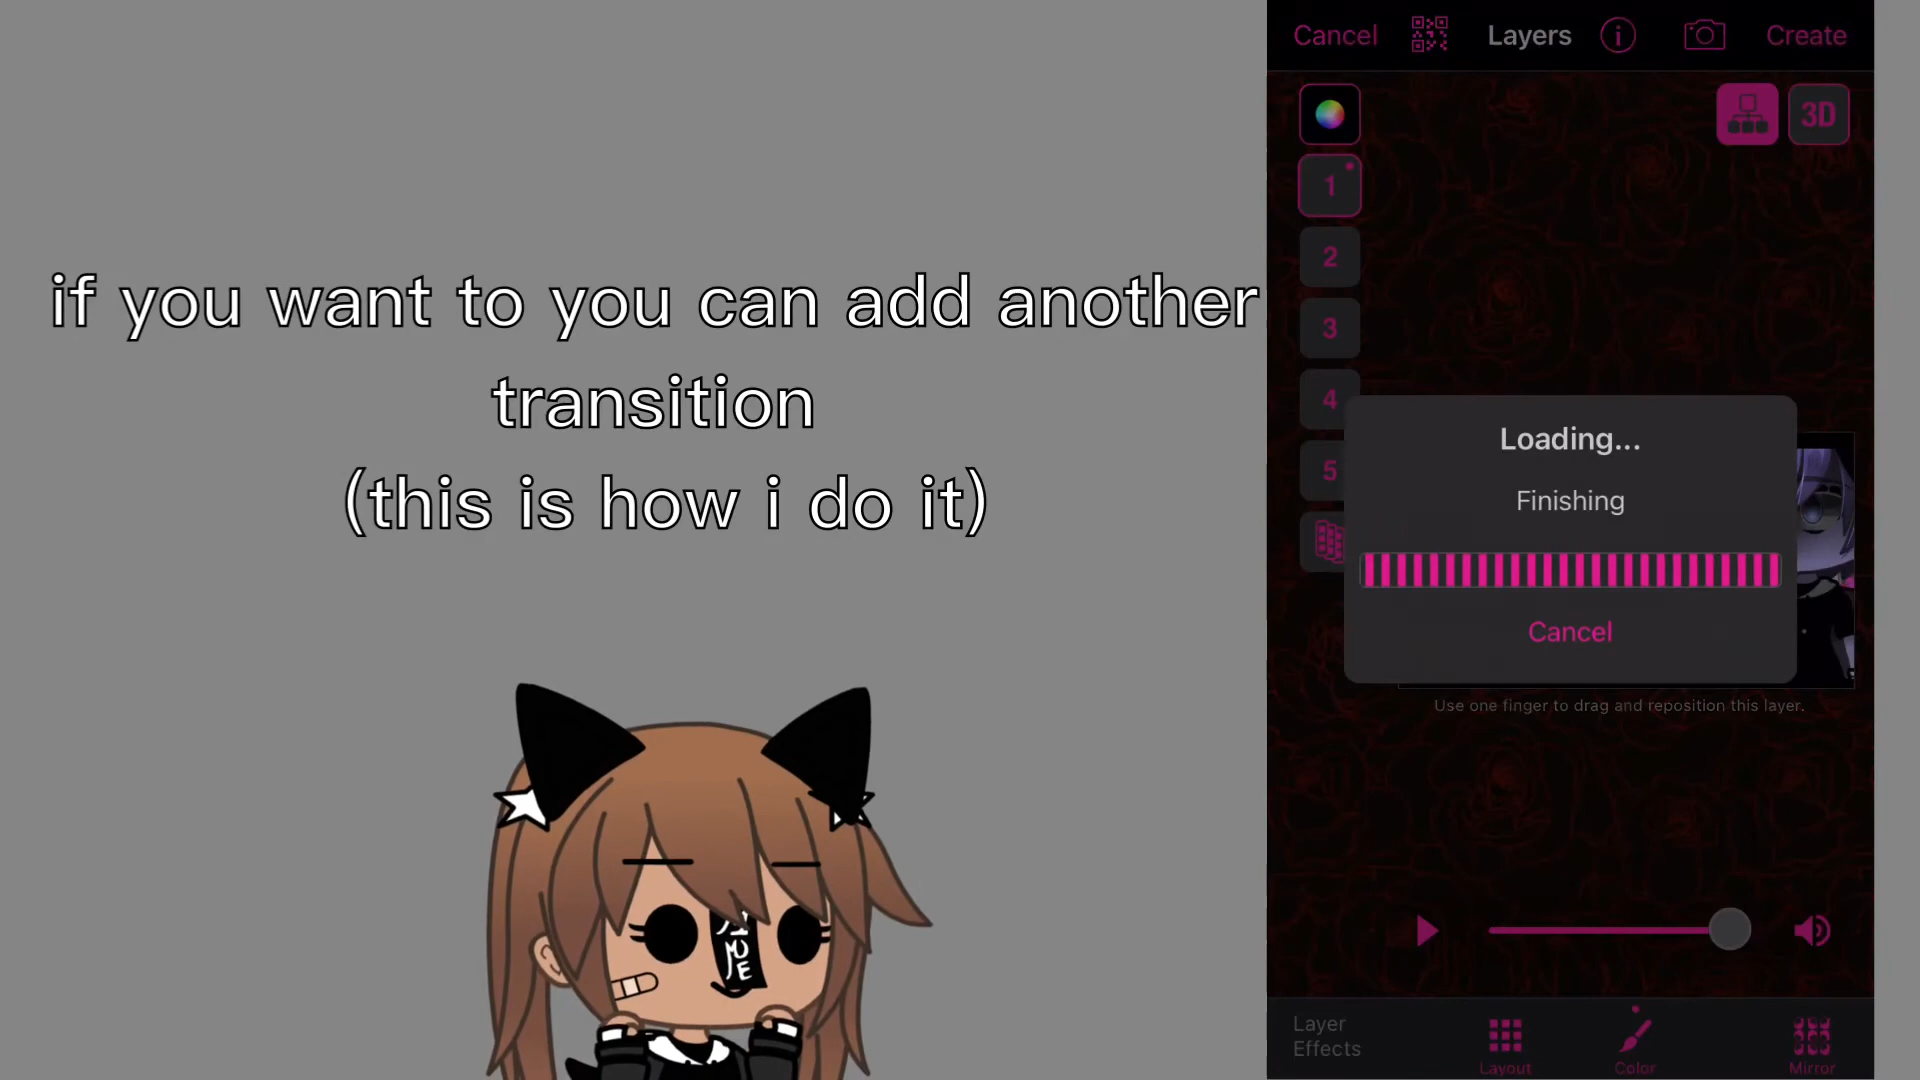 Cancel
Layers
Create
3D
1
2
3
4
5
if you want to you can add another
transition
(this is how i do it)
Loading...
Finishing
Cancel
Use one finger to drag and reposition this layer.
Layer
Effects
Layout
Color
Mirror